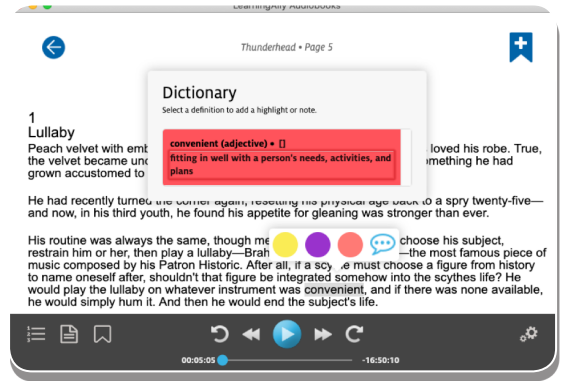 LearningAlly Audiobooks
Thunderhead • Page 5
Dictionary
Select a definition to add a highlight or note.
convenient (adjective) • []
fitting in well with a person's needs, activities, and
plans
1
Lullaby
Peach velvet with emb loved his robe. True,
the velvet became unc mething he had
grown accustomed to
He had recently turned the corner again, resetting his physical age back to a spry twenty-five—
and now, in his third youth, he found his appetite for gleaning was stronger than ever.
His routine was always the same, though me choose his subject,
restrain him or her, then play a lullaby—Brah —the most famous piece of
music composed by his Patron Historic. After all, if a scythe must choose a figure from history
to name oneself after, shouldn't that figure be integrated somehow into the scythes life? He
would play the lullaby on whatever instrument was convenient, and if there was none available,
he would simply hum it. And then he would end the subject's life.
00:05:05 -16:50:10